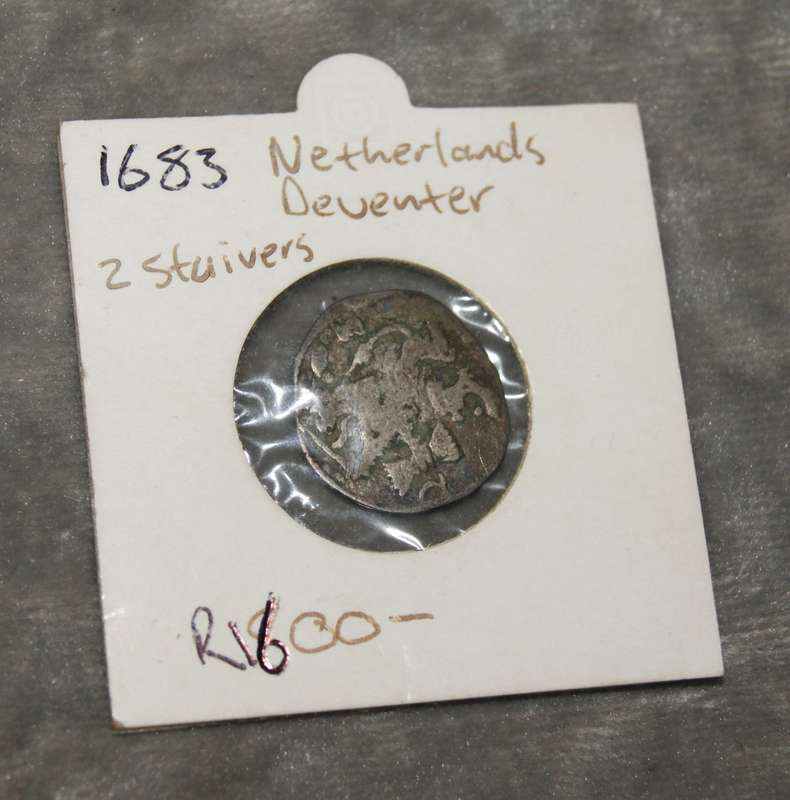 1683 Netherlands
Deventer
2 Stuivers
R1600-